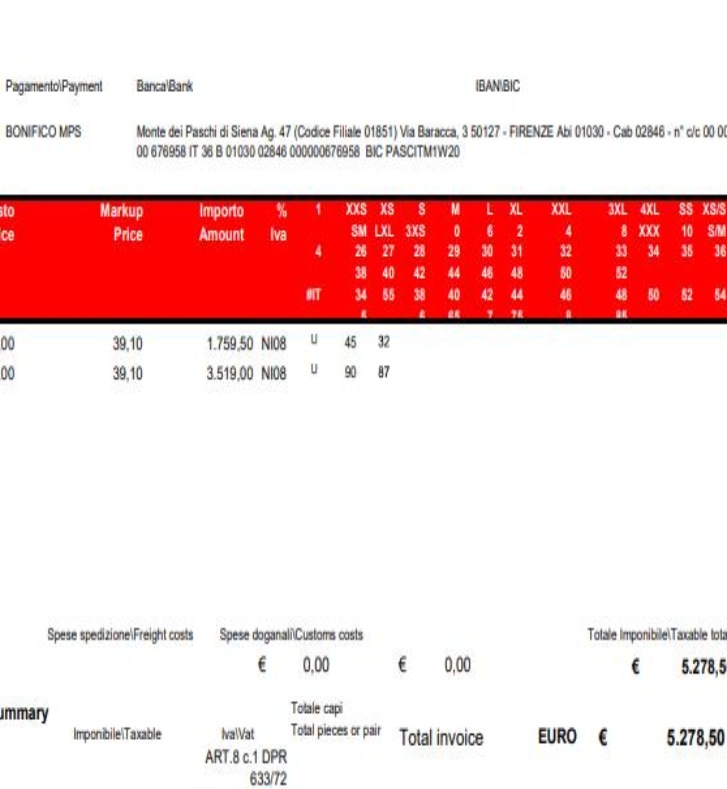 Pagamento\Payment Banca\Bank IBAN\BIC
BONIFICO MPS Monte dei Paschi di Siena Ag. 47 (Codice Filiale 01851) Via Baracca, 3 50127 - FIRENZE Abi 01030 - Cab 02846 - n° c/c 00 00
00 676958 IT 36 B 01030 02846 000000676958 BIC PASCITM1W20
Markup Importo % 1 XXS XS S M L XL XXL 3XL 4XL SS XS/S
Price Amount Iva SM LXL 3XS 0 6 2 4 8 XXX 10 S/M
4 26 27 28 29 30 31 32 33 34 35 36
38 40 42 44 46 48 50 52
#IT 34 55 38 40 42 44 46 48 50 52 54
,00 39,10 1.759,50 NI08 U 45 32
,00 39,10 3.519,00 NI08 U 90 87
Spese spedizione\Freight costs Spese doganali\Customs costs Totale Imponibile\Taxable tota
€ 0,00 € 0,00 € 5.278,5
ummary Totale capi
Imponibile\Taxable Iva\Vat Total pieces or pair Total invoice EURO € 5.278,50
ART.8 c.1 DPR
633/72